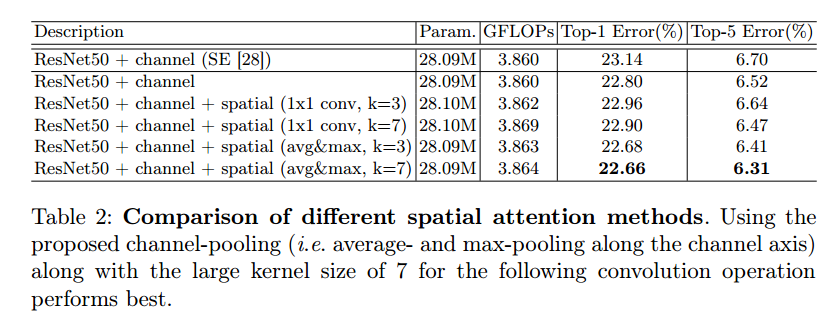 Description Param. GFLOPs Top-1 Error(%) Top-5 Error(%)
ResNet50 + channel (SE [28]) 28.09M 3.860 23.14 6.70
ResNet50 + channel 28.09M 3.860 22.80 6.52
ResNet50 + channel + spatial (1x1 conv, k=3) 28.10M 3.862 22.96 6.64
ResNet50 + channel + spatial (1x1 conv, k=7) 28.10M 3.869 22.90 6.47
ResNet50 + channel + spatial (avg&max, k=3) 28.09M 3.863 22.68 6.41
ResNet50 + channel + spatial (avg&max, k=7) 28.09M 3.864 22.66 6.31
Table 2: Comparison of different spatial attention methods. Using the
proposed channel-pooling (i.e. average- and max-pooling along the channel axis)
along with the large kernel size of 7 for the following convolution operation
performs best.